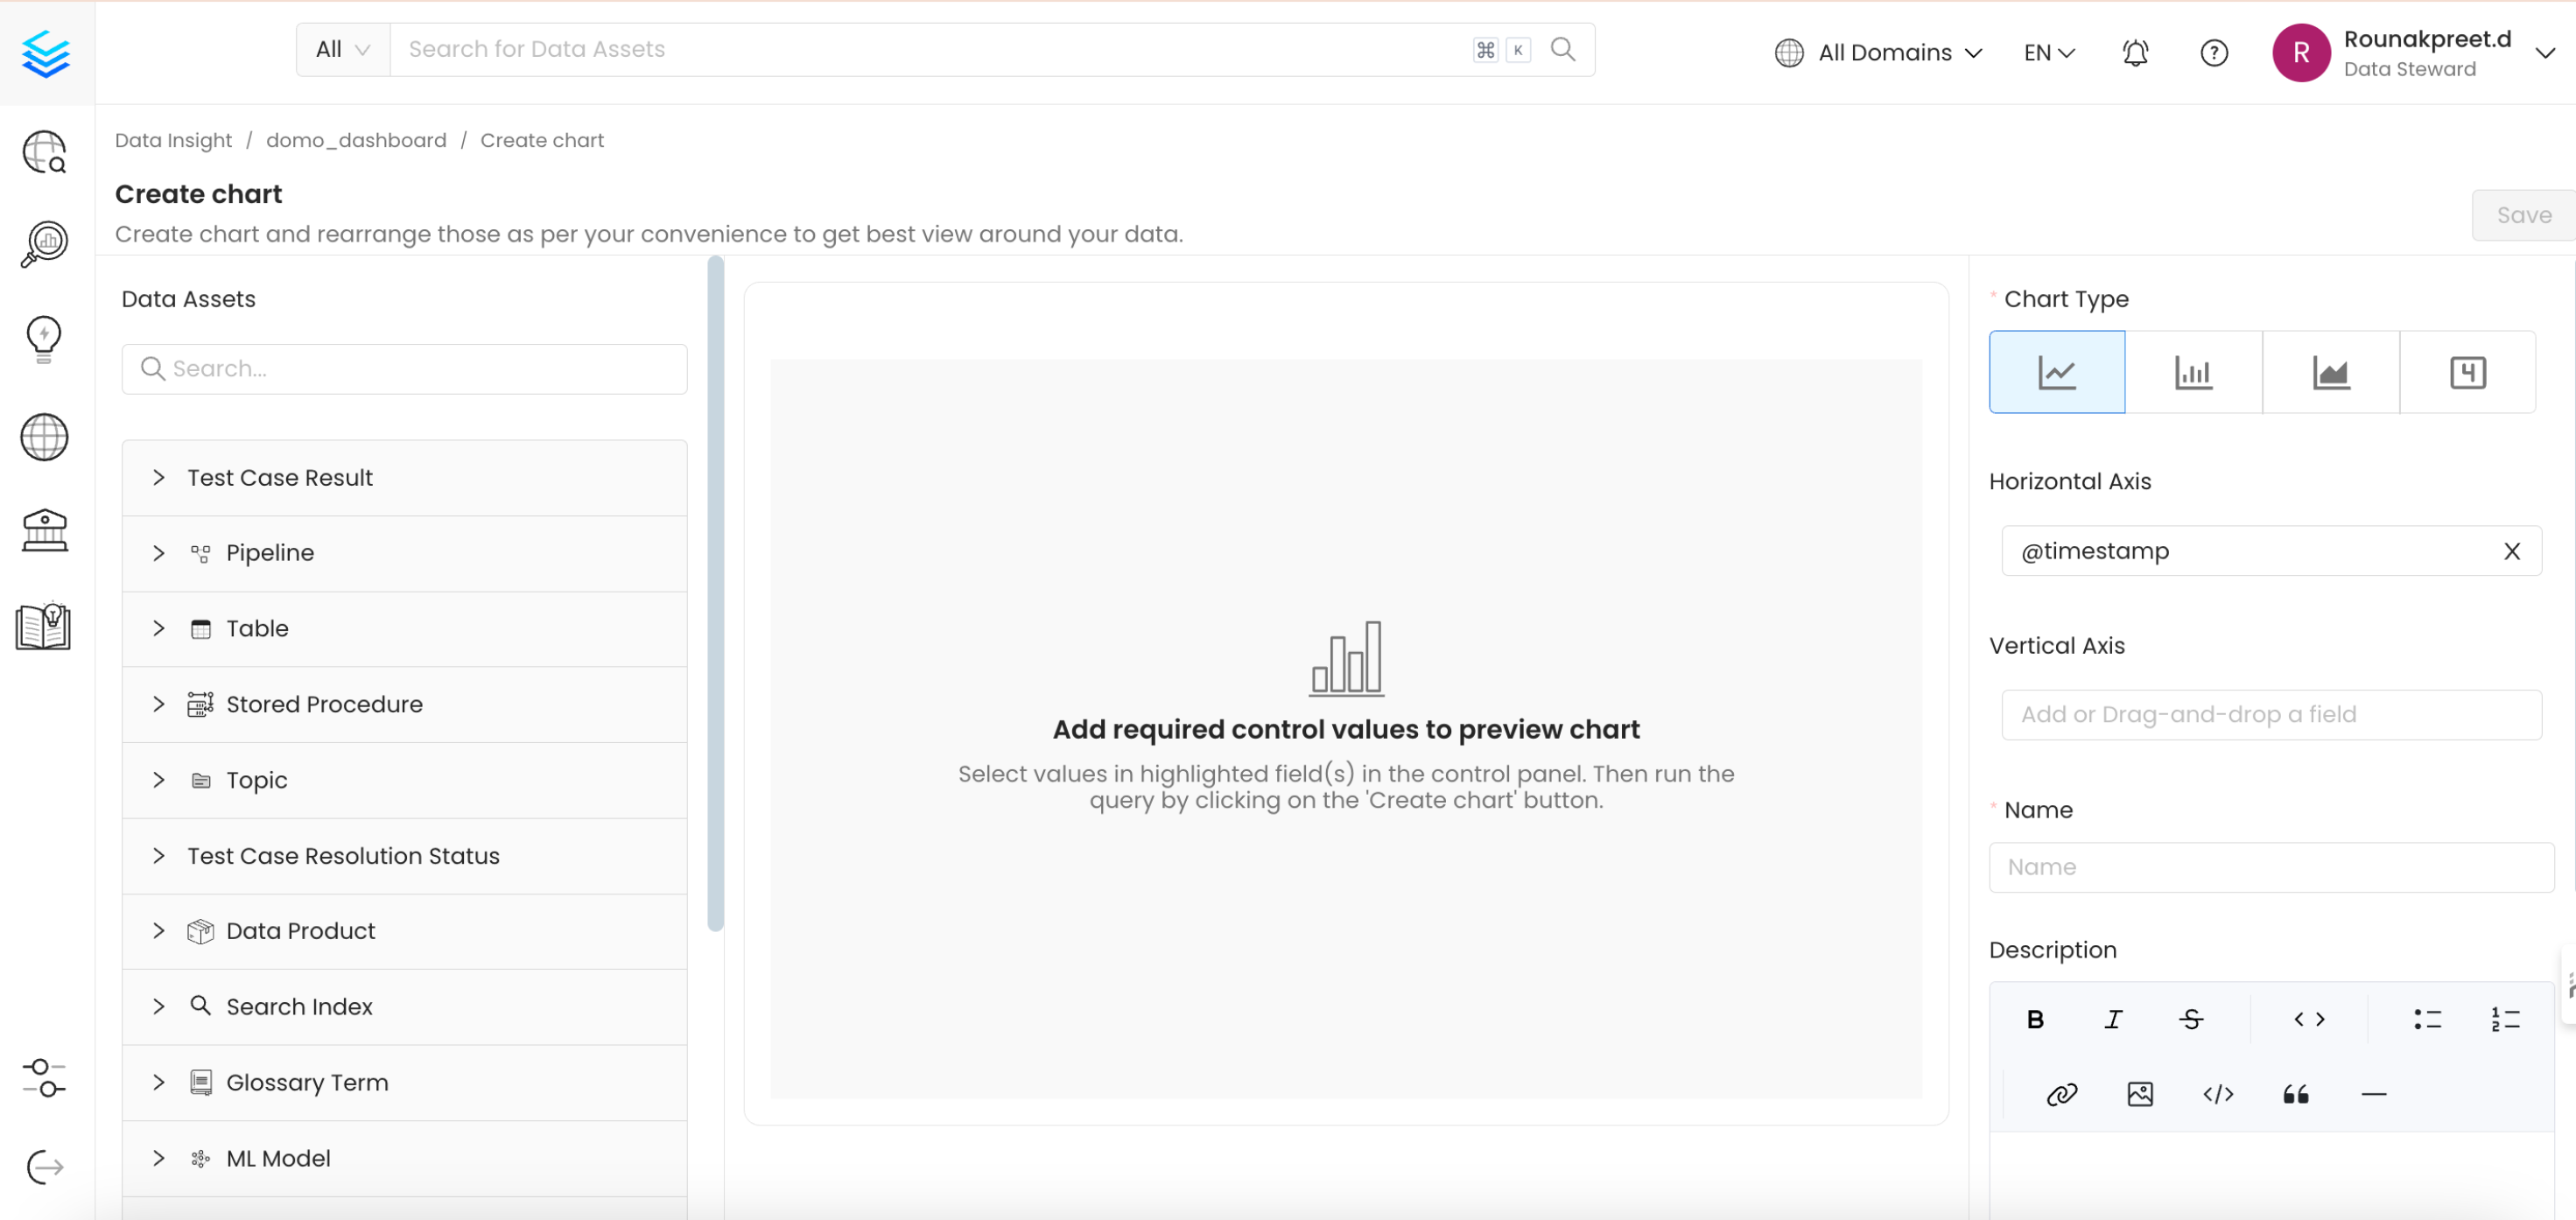 All
Search for Data Assets
⌘ K
All Domains
EN
R
Rounakpreet.d
Data Steward
Data Insight / domo_dashboard / Create chart
Create chart
Create chart and rearrange those as per your convenience to get best view around your data.
Save
Data Assets
Search...
Test Case Result
Pipeline
Table
Stored Procedure
Topic
Test Case Resolution Status
Data Product
Search Index
Glossary Term
ML Model
Add required control values to preview chart
Select values in highlighted field(s) in the control panel. Then run the
query by clicking on the 'Create chart' button.
* Chart Type
4
Horizontal Axis
@timestamp X
Vertical Axis
Add or Drag-and-drop a field
* Name
Name
Description
B I S